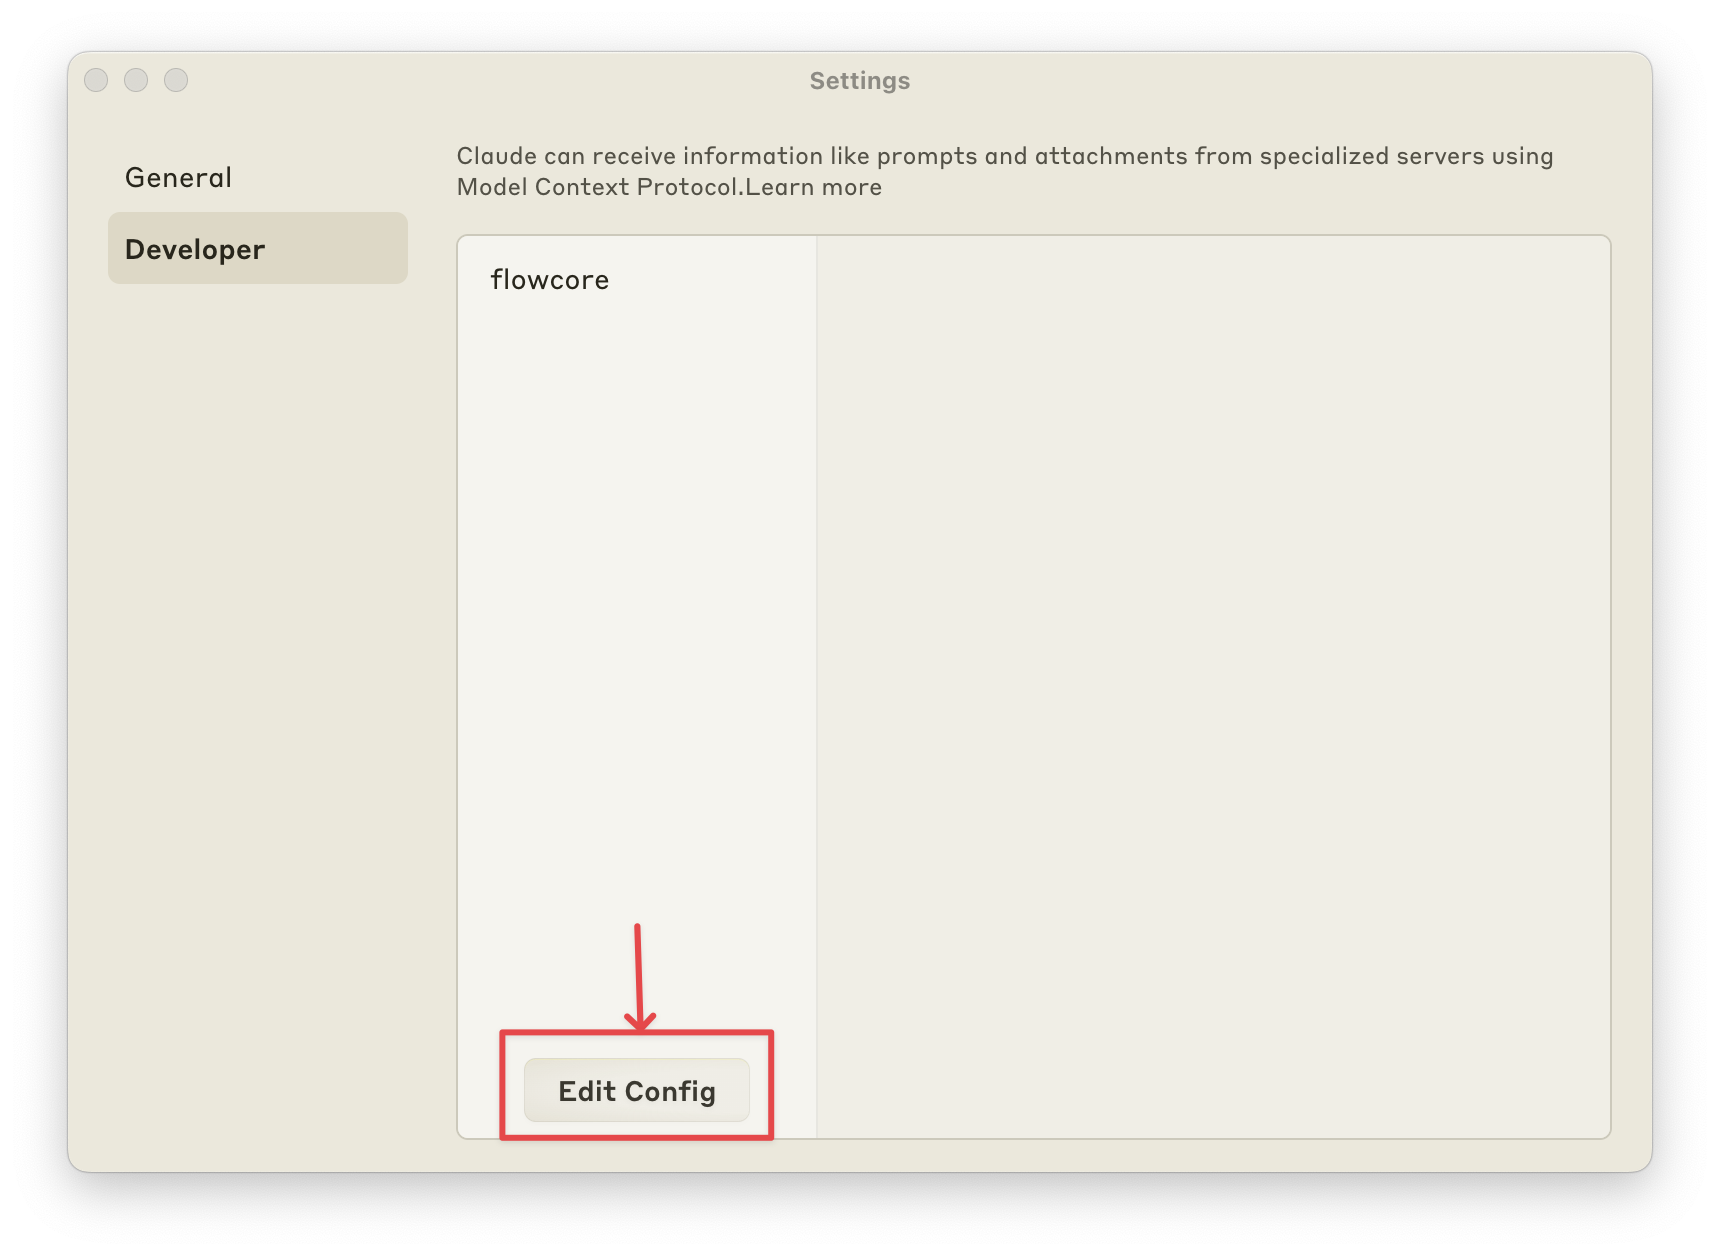 Settings
General
Developer
Claude can receive information like prompts and attachments from specialized servers using
Model Context Protocol.Learn more
flowcore
Edit Config